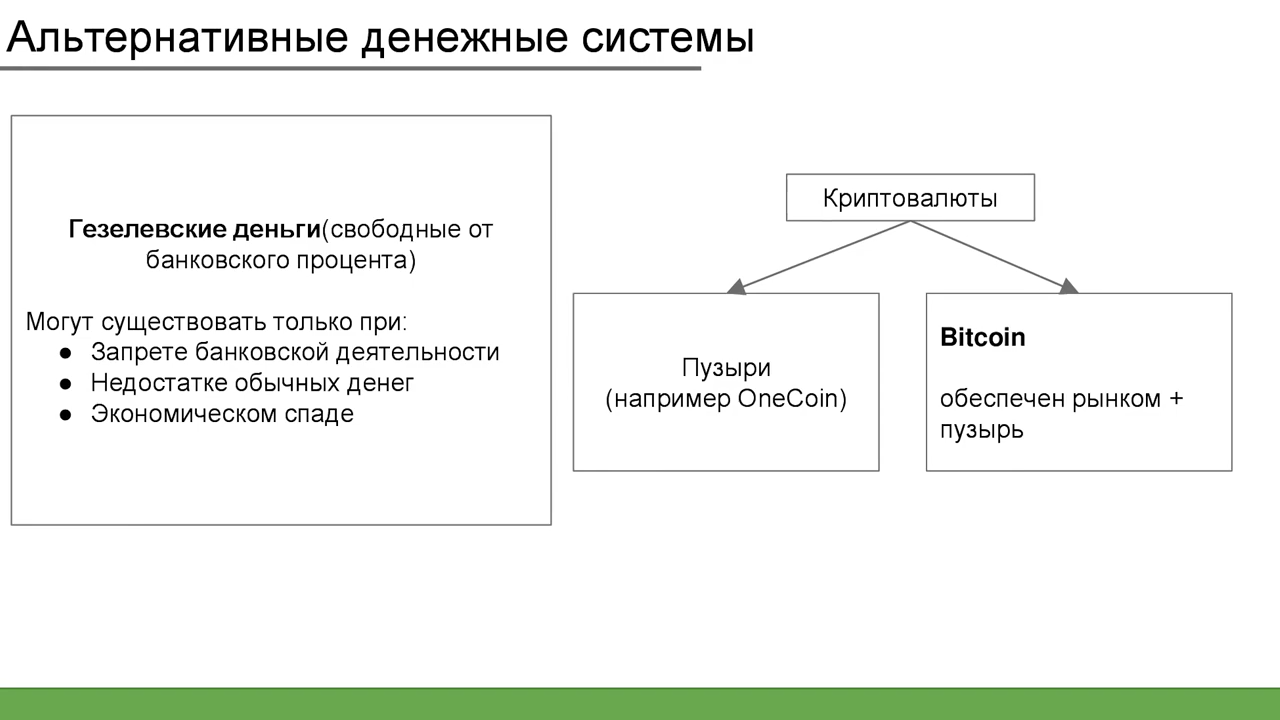 Альтернативные денежные системы
Гезелевские деньги(свободные от
банковского процента)
Могут существовать только при:
● Запрете банковской деятельности
● Недостатке обычных денег
● Экономическом спаде
Криптовалюты
Пузыри
(например OneCoin)
Bitcoin
обеспечен рынком +
пузырь